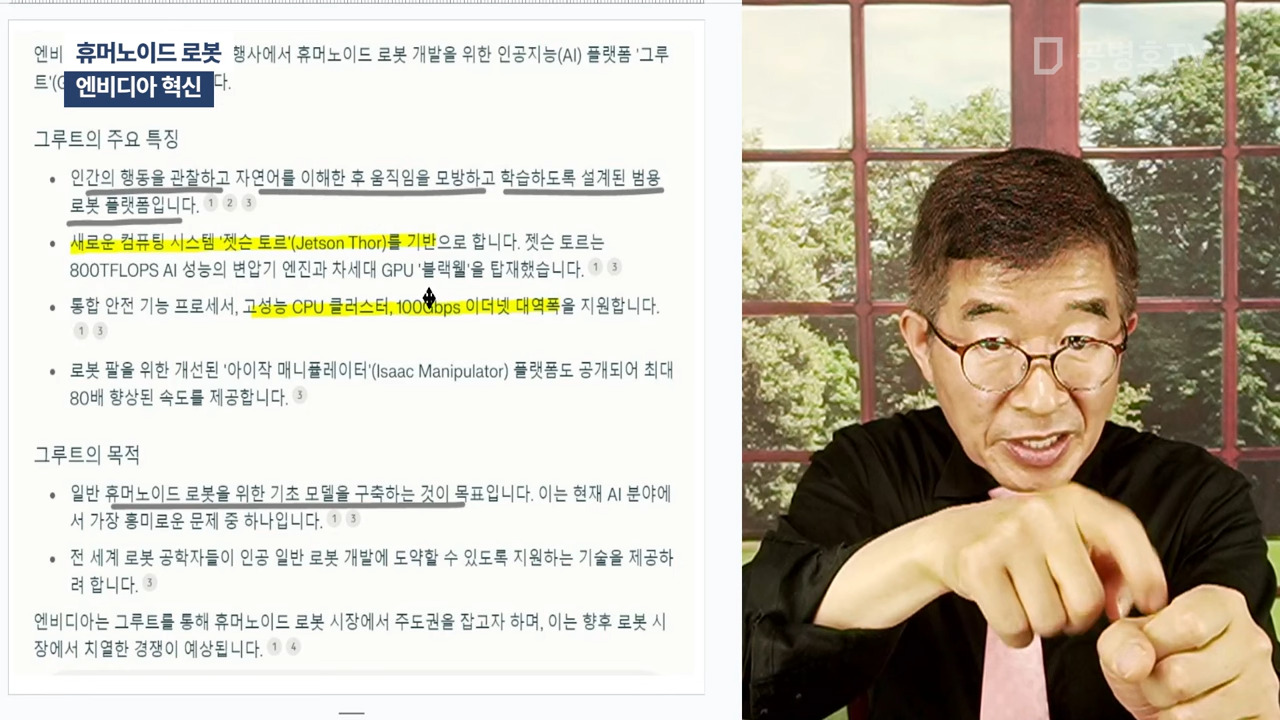 휴머노이드 로봇
엔비디아 혁신
엔비 행사에서 휴머노이드 로봇 개발을 위한 인공지능(AI) 플랫폼 '그루
트'(G 다.
그루트의 주요 특징
• 인간의 행동을 관찰하고 자연어를 이해한 후 움직임을 모방하고 학습하도록 설계된 범용
로봇 플랫폼입니다. 1 2 3
• 새로운 컴퓨팅 시스템 '젯슨 토르'(Jetson Thor)를 기반으로 합니다. 젯슨 토르는
800TFLOPS AI 성능의 변압기 엔진과 차세대 GPU '블랙웰'을 탑재했습니다. 1 3
• 통합 안전 기능 프로세서, 고성능 CPU 클러스터, 100Gbps 이더넷 대역폭을 지원합니다.
1 3
• 로봇 팔을 위한 개선된 '아이작 매니퓰레이터'(Isaac Manipulator) 플랫폼도 공개되어 최대
80배 향상된 속도를 제공합니다. 3
그루트의 목적
• 일반 휴머노이드 로봇을 위한 기초 모델을 구축하는 것이 목표입니다. 이는 현재 AI 분야에
서 가장 흥미로운 문제 중 하나입니다. 1 3
• 전 세계 로봇 공학자들이 인공 일반 로봇 개발에 도약할 수 있도록 지원하는 기술을 제공하
려 합니다. 3
엔비디아는 그루트를 통해 휴머노이드 로봇 시장에서 주도권을 잡고자 하며, 이는 향후 로봇 시
장에서 치열한 경쟁이 예상됩니다. 1 4
공병호TV